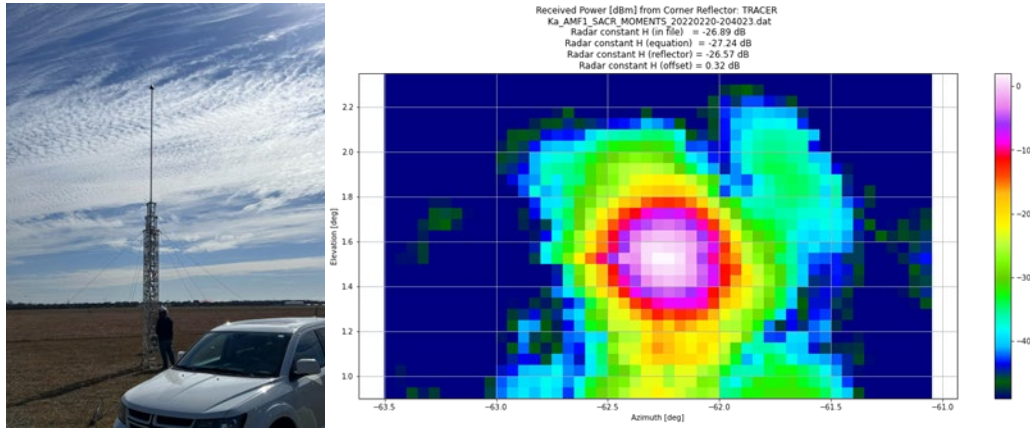 Received Power [dBm] from Corner Reflector: TRACER
Ka_AMF1_SACR_MOMENTS_20220220-204023.dat
Radar constant H (in file) = -26.89 dB
Radar constant H (equation) = -27.24 dB
Radar constant H (reflector) = -26.57 dB
Radar constant H (offset) = 0.32 dB
2.2
2.0
1.8
1.6
1.4
1.2
1.0
Elevation [deg]
−63.5
−63.0
−62.5
−62.0
−61.5
−61.0
Azimuth [deg]
0
−10
−20
−30
−40